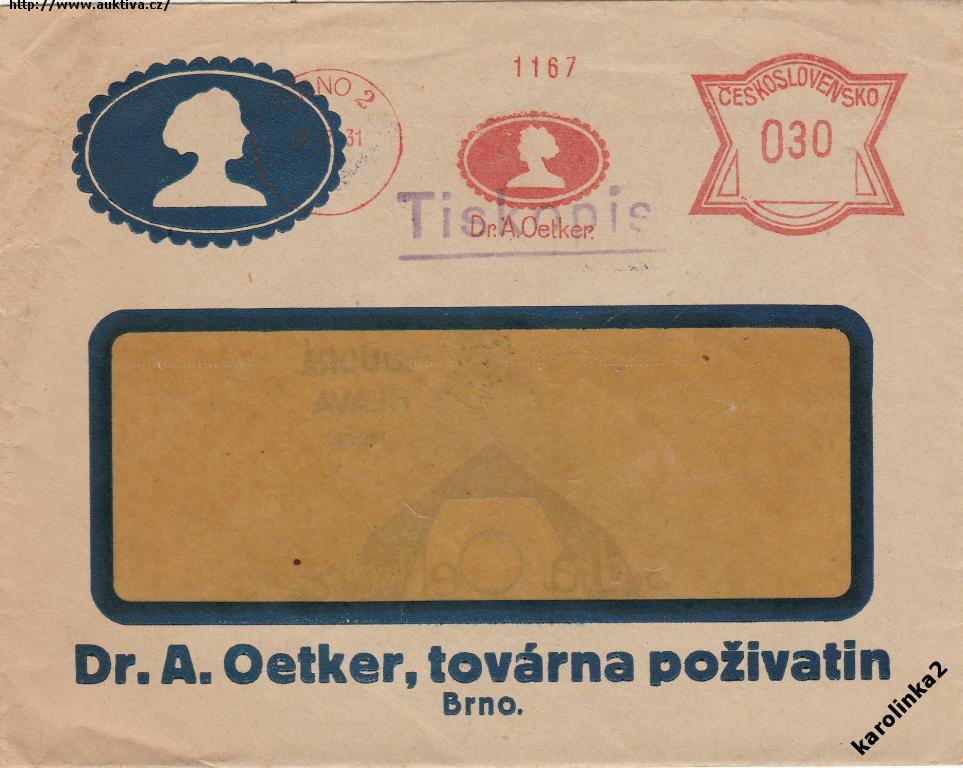 http://www.auktiva.cz/
1167
NO 2
31
ČESKOSLOVENSKO
030
Tiskopis
Dr. A. Oetker.
HLAVA
Dr. A. Oetker, továrna poživatin
Brno.
karolinka2